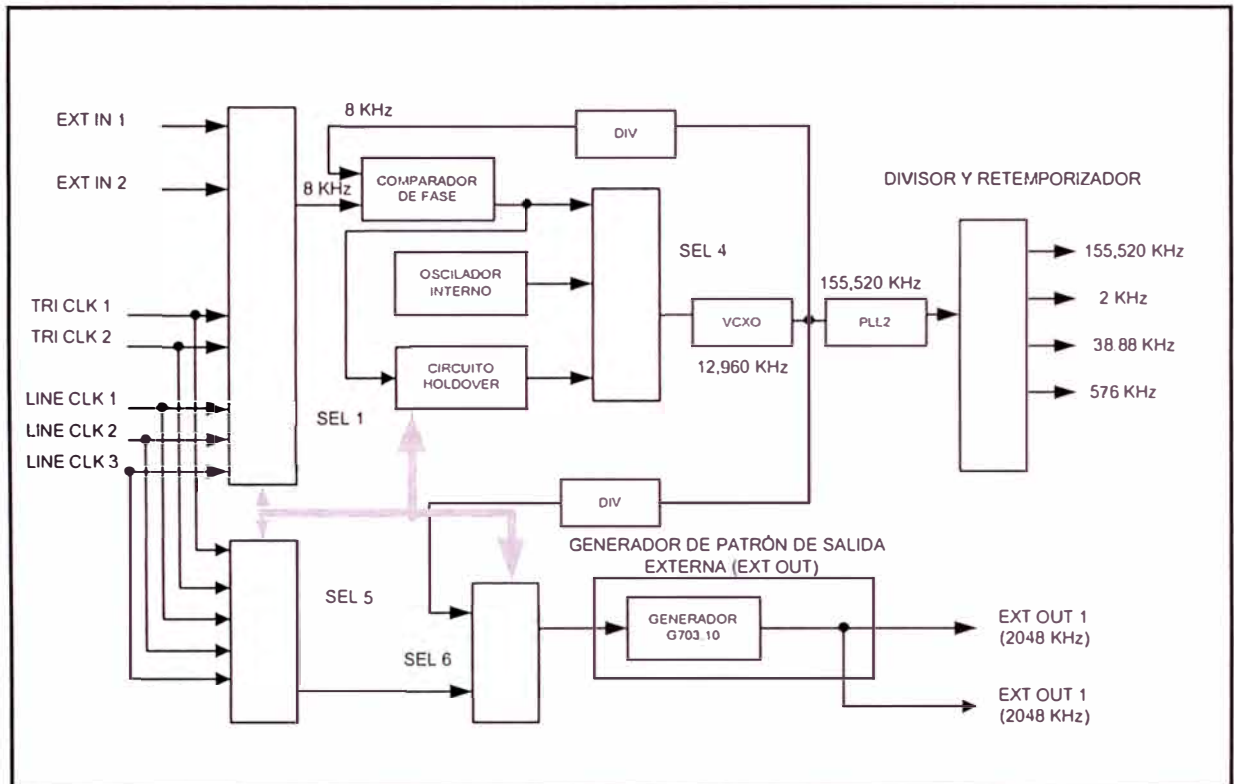 EXT IN 1
EXT IN 2
TRI CLK 1
TRI CLK 2
LINE CLK 1
LINE CLK 2
LINE CLK 3
SEL 1
8 KHz
8 KHz
DIV
COMPARADOR
DE FASE
OSCILADOR
INTERNO
CIRCUITO
HOLDOVER
SEL 4
VCXO
12,960 KHz
155,520 KHz
PLL2
DIVISOR Y RETEMPORIZADOR
155,520 KHz
2 KHz
38.88 KHz
576 KHz
DIV
SEL 5
SEL 6
GENERADOR DE PATRÓN DE SALIDA
EXTERNA (EXT OUT)
GENERADOR
G703.10
EXT OUT 1
(2048 KHz)
EXT OUT 1
(2048 KHz)